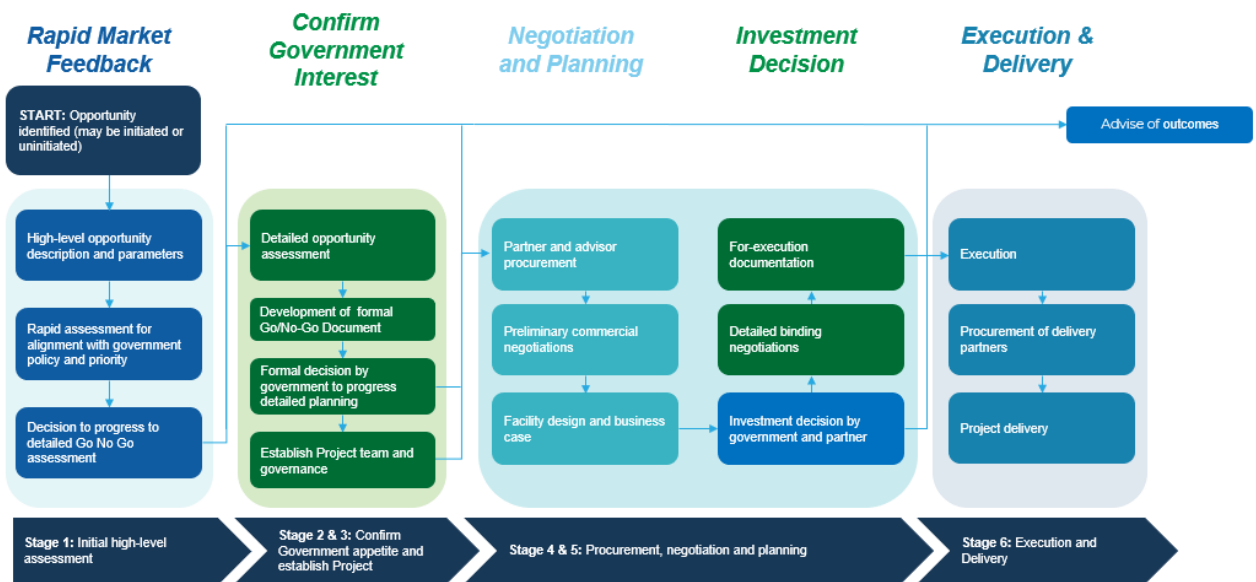 Rapid Market
Feedback
Confirm
Government
Interest
Negotiation
and Planning
Investment
Decision
Execution &
Delivery
START: Opportunity
identified (may be initiated or
uninitiated)
Advise of outcomes
High-level opportunity
description and parameters
Rapid assessment for
alignment with government
policy and priority
Decision to progress to
detailed Go No Go
assessment
Detailed opportunity
assessment
Development of formal
Go/No-Go Document
Formal decision by
government to progress
detailed planning
Establish Project team and
governance
Partner and advisor
procurement
Preliminary commercial
negotiations
Facility design and business
case
For-execution
documentation
Detailed binding
negotiations
Investment decision by
government and partner
Execution
Procurement of delivery
partners
Project delivery
Stage 1: Initial high-level
assessment
Stage 2 & 3: Confirm
Government appetite and
establish Project
Stage 4 & 5: Procurement, negotiation and planning
Stage 6: Execution and
Delivery